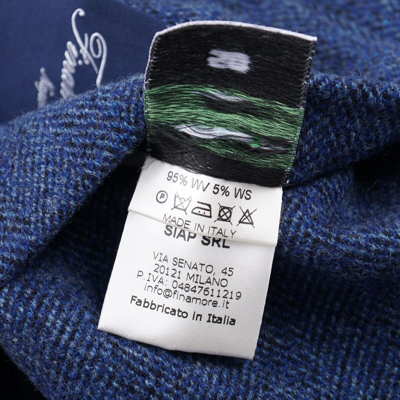 95% WV 5% WS
P
MADE IN ITALY
SIAP SRL
VIA SENATO, 45
20121 MILANO
P.IVA: 04847611219
info@finamore.it
Fabbricato in Italia